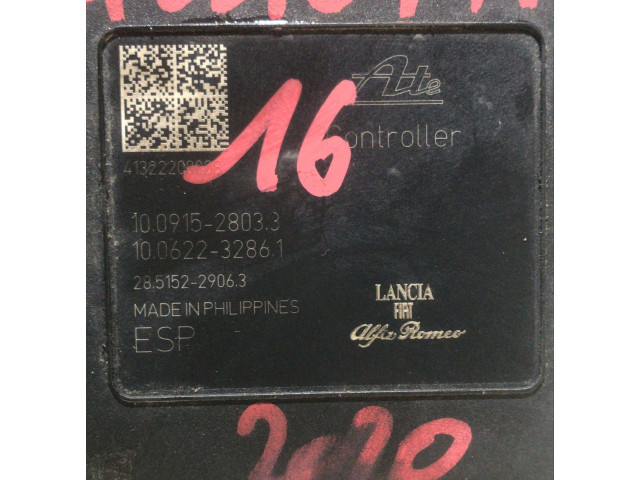 Ate
16
Controller
10.0915-2803.3
10.0622-3286.1
28.5152-2906.3
MADE IN PHILIPPINES
ESP
LANCIA
FIAT
Alfa Romeo
2020